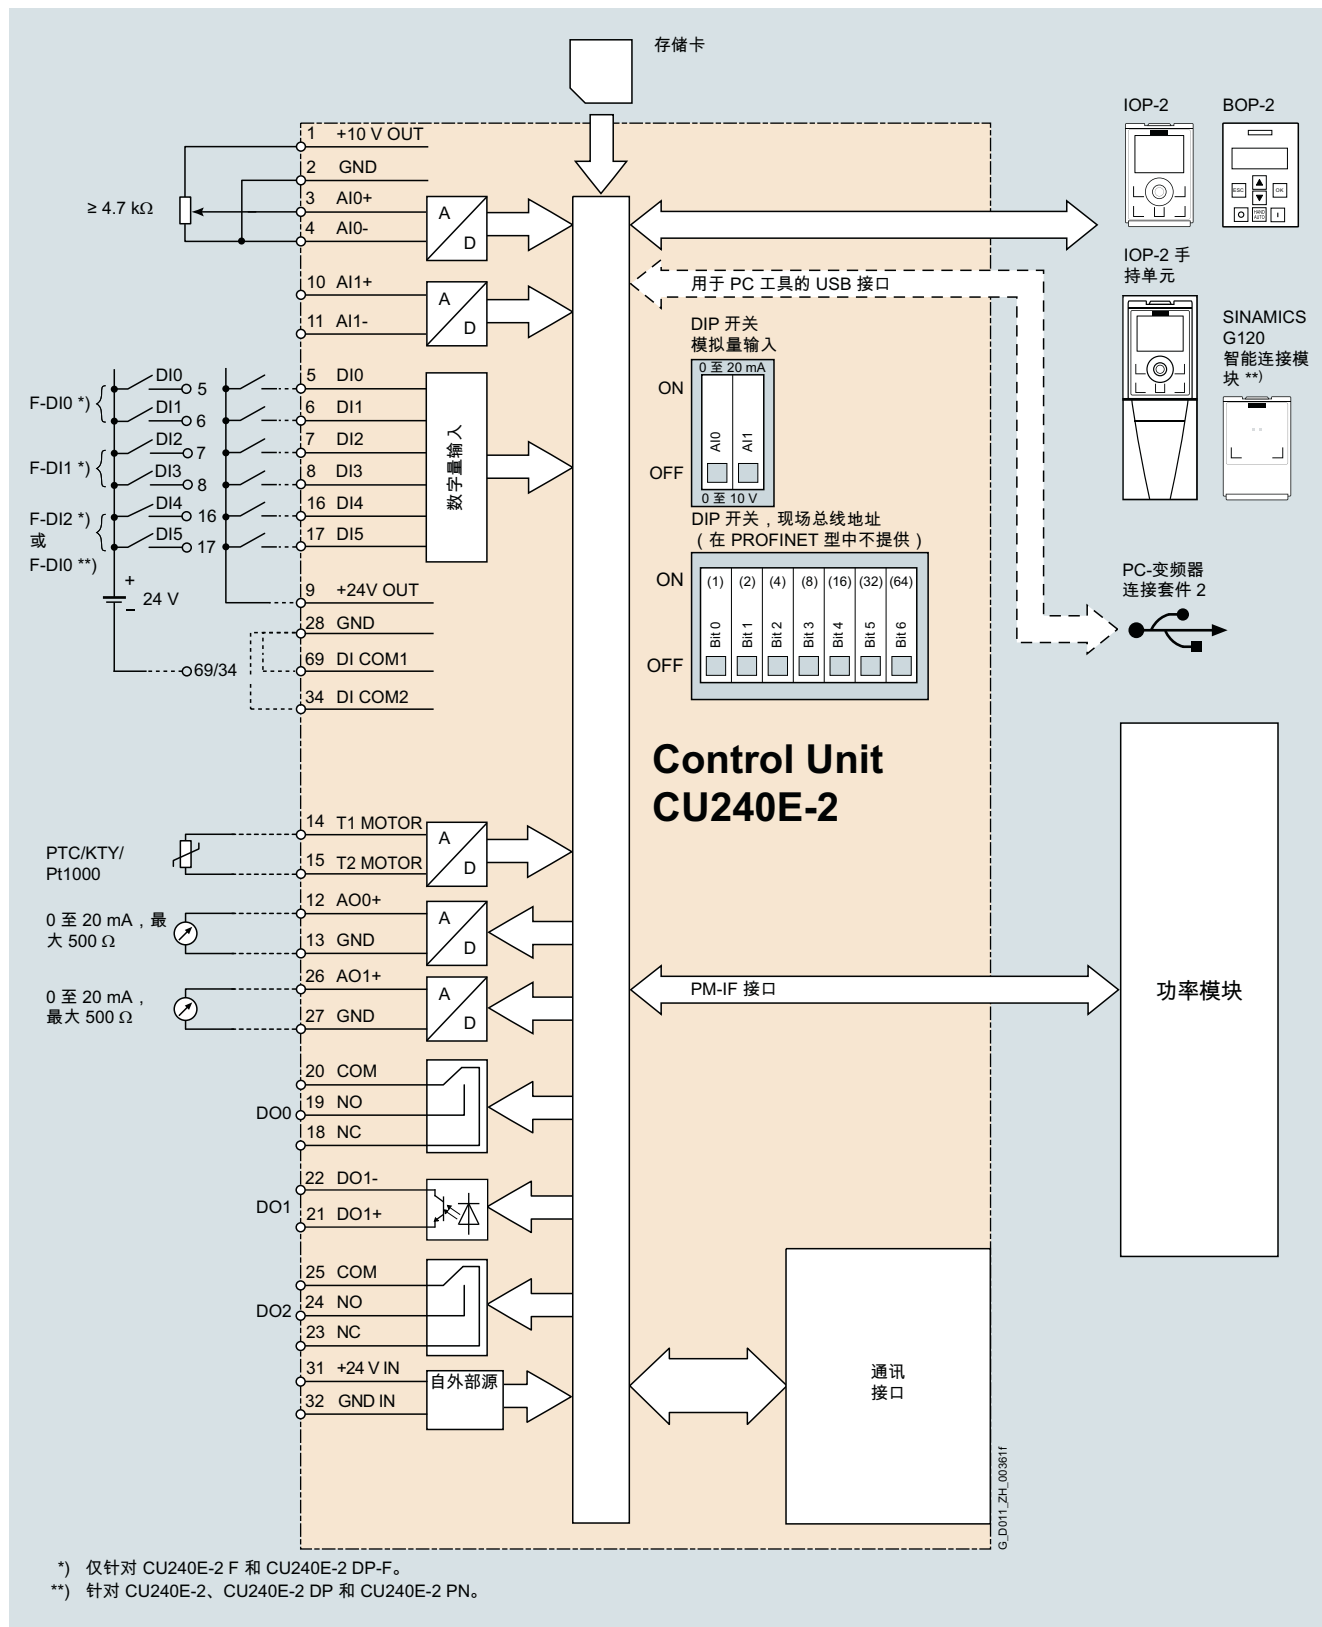 存储卡
IOP-2
BOP-2
1 +10 V OUT
2 GND
≥ 4.7 kΩ
3 AI0+
4 AI0-
A
D
ESC
OK
HAND
AUTO
I
IOP-2 手
持单元
10 AI1+
11 AI1-
A
D
用于 PC 工具的 USB 接口
SINAMICS
G120
智能连接模
块 **)
DIP 开关
模拟量输入
0 至 20 mA
ON
OFF
AI0
AI1
0 至 10 V
F-DI0 *)
F-DI1 *)
F-DI2 *)
或
F-DI0 **)
DI0 5
DI1 6
DI2 7
DI3 8
DI4 16
DI5 17
5 DI0
6 DI1
7 DI2
8 DI3
16 DI4
17 DI5
数字量输入
DIP 开关，现场总线地址
（在 PROFINET 型中不提供）
ON
OFF
(1) (2) (4) (8) (16) (32) (64)
Bit 0 Bit 1 Bit 2 Bit 3 Bit 4 Bit 5 Bit 6
PC-变频器
连接套件 2
+
24 V
–
9 +24V OUT
28 GND
69/34
69 DI COM1
34 DI COM2
Control Unit
CU240E-2
PTC/KTY/
Pt1000
14 T1 MOTOR
15 T2 MOTOR
A
D
0 至 20 mA，最
大 500 Ω
12 AO0+
13 GND
A
D
0 至 20 mA，
最大 500 Ω
26 AO1+
27 GND
A
D
PM-IF 接口
功率模块
DO0
20 COM
19 NO
18 NC
DO1
22 DO1-
21 DO1+
DO2
25 COM
24 NO
23 NC
31 +24 V IN
32 GND IN
自外部源
通讯
接口
G_D011_ZH_00361f
*) 仅针对 CU240E-2 F 和 CU240E-2 DP-F。
**) 针对 CU240E-2、CU240E-2 DP 和 CU240E-2 PN。